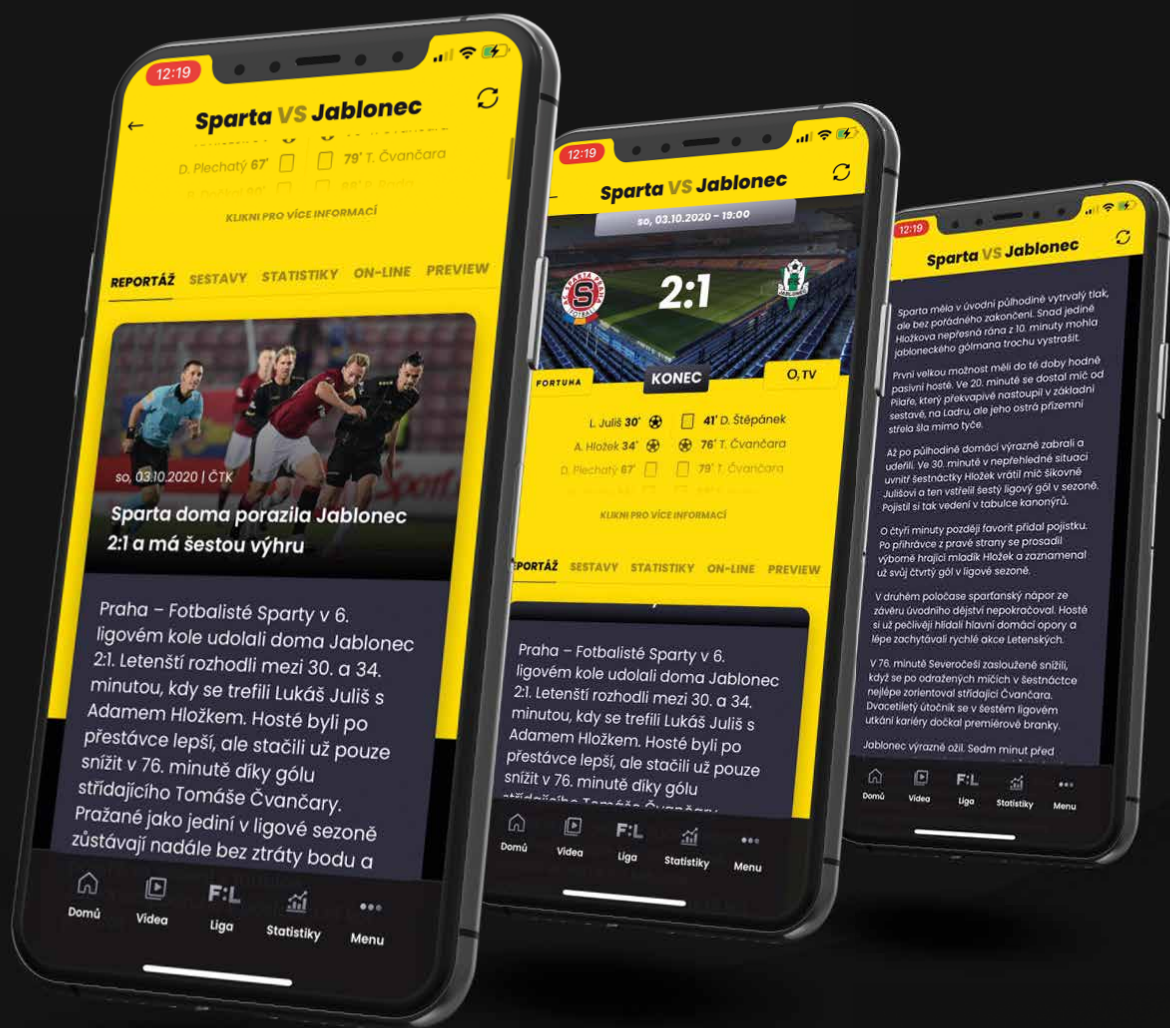 12:19
Sparta VS Jablonec
D. Plechatý 67' 79' T. Čvančara
KLIKNI PRO VÍCE INFORMACÍ
REPORTÁŽ SESTAVY STATISTIKY ON-LINE PREVIEW
so, 03.10.2020 | ČTK
Sparta doma porazila Jablonec
2:1 a má šestou výhru
Praha – Fotbalisté Sparty v 6.
ligovém kole udolali doma Jablonec
2:1. Letenští rozhodli mezi 30. a 34.
minutou, kdy se trefili Lukáš Juliš s
Adamem Hložkem. Hosté byli po
přestávce lepší, ale stačili už pouze
snížit v 76. minutě díky gólu
střídajícího Tomáše Čvančary.
Pražané jako jediní v ligové sezoně
zůstávají nadále bez ztráty bodu a
F:L
Domů Videa Liga Statistiky Menu
12:19
Sparta VS Jablonec
so, 03.10.2020 – 19:00
AC SPARTA PRAHA
FOTBAL
JABLONEC
2:1
FORTUNA KONEC O2 TV
L. Juliš 30' 41' D. Štěpánek
A. Hložek 34' 76' T. Čvančara
D. Plechatý 67' 79' T. Čvančara
KLIKNI PRO VÍCE INFORMACÍ
EPORTÁŽ SESTAVY STATISTIKY ON-LINE PREVIEW
Praha – Fotbalisté Sparty v 6.
ligovém kole udolali doma Jablonec
2:1. Letenští rozhodli mezi 30. a 34.
minutou, kdy se trefili Lukáš Juliš s
Adamem Hložkem. Hosté byli po
přestávce lepší, ale stačili už pouze
snížit v 76. minutě díky gólu
střídajícího Tomáše Čvančary.
F:L
Domů Videa Liga Statistiky Menu
12:19
Sparta VS Jablonec
Sparta měla v úvodní půlhodině vytrvalý tlak,
ale bez pořádného zakončení. Snad jedině
Hložkova nepřesná rána z 10. minuty mohla
jabloneckého gólmana trochu vystrašit.
První velkou možnost měli do té doby hodně
pasivní hosté. Ve 20. minutě se dostal míč od
Pilaře, který překvapivě nastoupil v základní
sestavě, na Ladru, ale jeho ostrá přízemní
střela šla mimo tyče.
Až po půlhodině domácí výrazně zabrali a
udeřili. Ve 30. minutě v nepřehledné situaci
uvnitř šestnáctky Hložek vrátil míč šikovně
Julišovi a ten vstřelil šestý ligový gól v sezoně.
Pojistil si tak vedení v tabulce kanonýrů.
O čtyři minuty později favorit přidal pojistku.
Po přihrávce z pravé strany se prosadil
výborně hrající mladík Hložek a zaznamenal
už svůj čtvrtý gól v ligové sezoně.
V druhém poločase sparťanský nápor ze
závěru úvodního dějství nepokračoval. Hosté
si už pečlivěji hlídali hlavní domácí opory a
lépe zachytávali rychlé akce Letenských.
V 76. minutě Severočeši zaslouženě snížili,
když se po odražených míčích v šestnáctce
nejlépe zorientoval střídající Čvančara.
Dvacetiletý útočník se v šestém ligovém
utkání kariéry dočkal premiérové branky.
Jablonec výrazně ožil. Sedm minut před
F:L
Domů Videa Liga Statistiky Menu